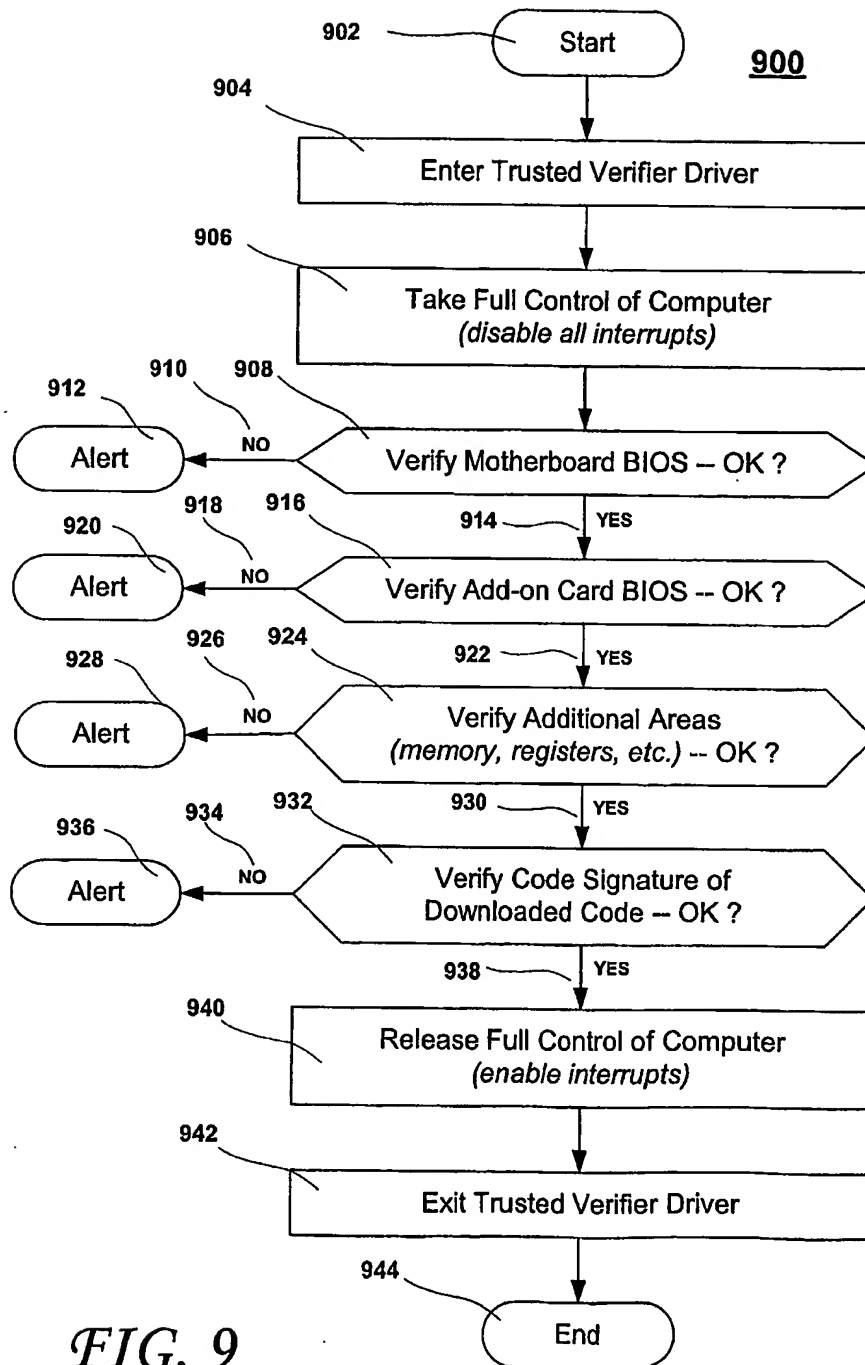 902
Start
900
904
Enter Trusted Verifier Driver
906
Take Full Control of Computer
(disable all interrupts)
908
910
912
NO
Alert
Verify Motherboard BIOS -- OK ?
914
YES
916
918
920
NO
Alert
Verify Add-on Card BIOS -- OK ?
922
YES
924
926
928
NO
Alert
Verify Additional Areas
(memory, registers, etc.) -- OK ?
930
YES
932
934
936
NO
Alert
Verify Code Signature of
Downloaded Code -- OK ?
938
YES
940
Release Full Control of Computer
(enable interrupts)
942
Exit Trusted Verifier Driver
944
End
FIG. 9